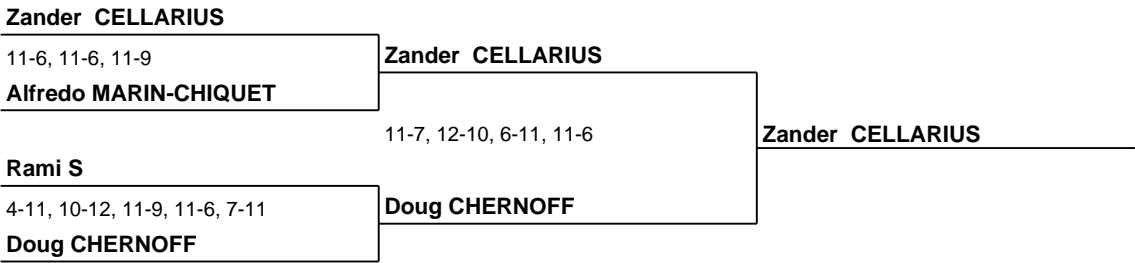 Zander CELLARIUS
11-6, 11-6, 11-9
Zander CELLARIUS
Alfredo MARIN-CHIQUET
11-7, 12-10, 6-11, 11-6
Zander CELLARIUS
Rami S
4-11, 10-12, 11-9, 11-6, 7-11
Doug CHERNOFF
Doug CHERNOFF